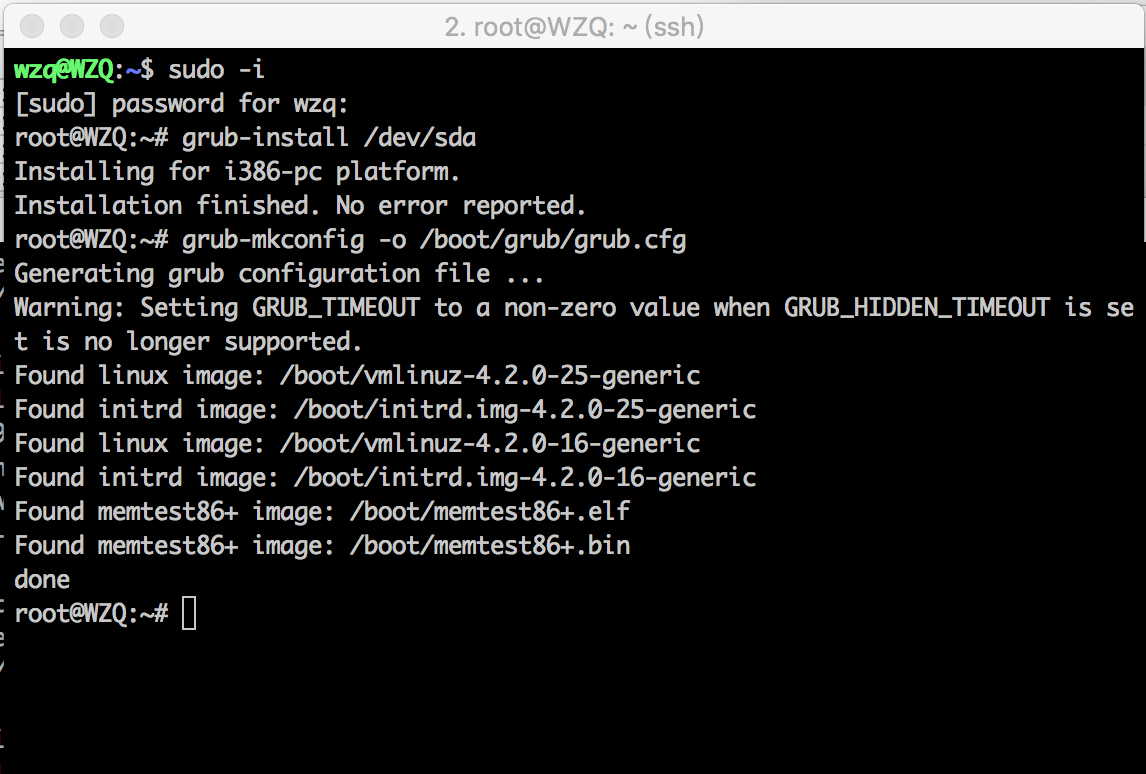 2. root@WZQ: ~ (ssh)
wzq@WZQ:~$ sudo -i
[sudo] password for wzq:
root@WZQ:~# grub-install /dev/sda
Installing for i386-pc platform.
Installation finished. No error reported.
root@WZQ:~# grub-mkconfig -o /boot/grub/grub.cfg
Generating grub configuration file ...
Warning: Setting GRUB_TIMEOUT to a non-zero value when GRUB_HIDDEN_TIMEOUT is se
t is no longer supported.
Found linux image: /boot/vmlinuz-4.2.0-25-generic
Found initrd image: /boot/initrd.img-4.2.0-25-generic
Found linux image: /boot/vmlinuz-4.2.0-16-generic
Found initrd image: /boot/initrd.img-4.2.0-16-generic
Found memtest86+ image: /boot/memtest86+.elf
Found memtest86+ image: /boot/memtest86+.bin
done
root@WZQ:~#